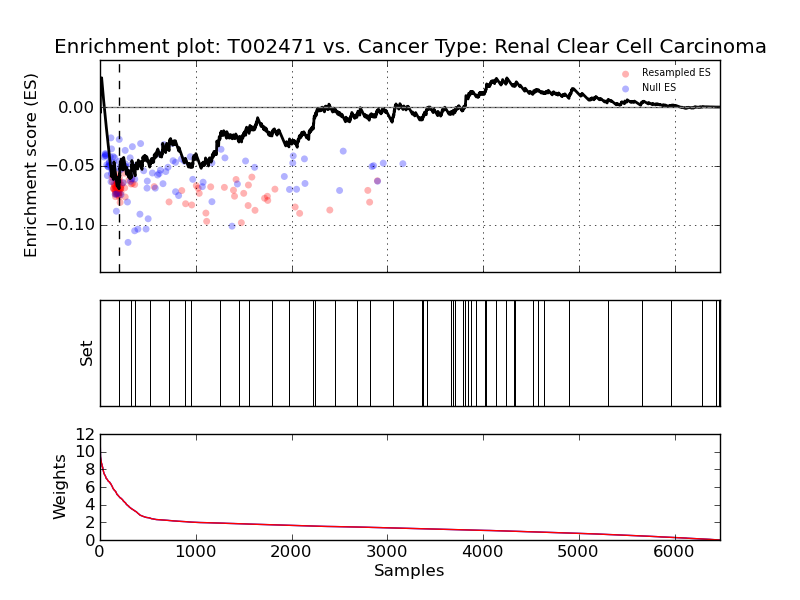 Enrichment plot: T002471 vs. Cancer Type: Renal Clear Cell Carcinoma
Enrichment score (ES)
0.00
−0.05
−0.10
Resampled ES
Null ES
Set
Weights
12
10
8
6
4
2
0
0 1000 2000 3000 4000 5000 6000
Samples